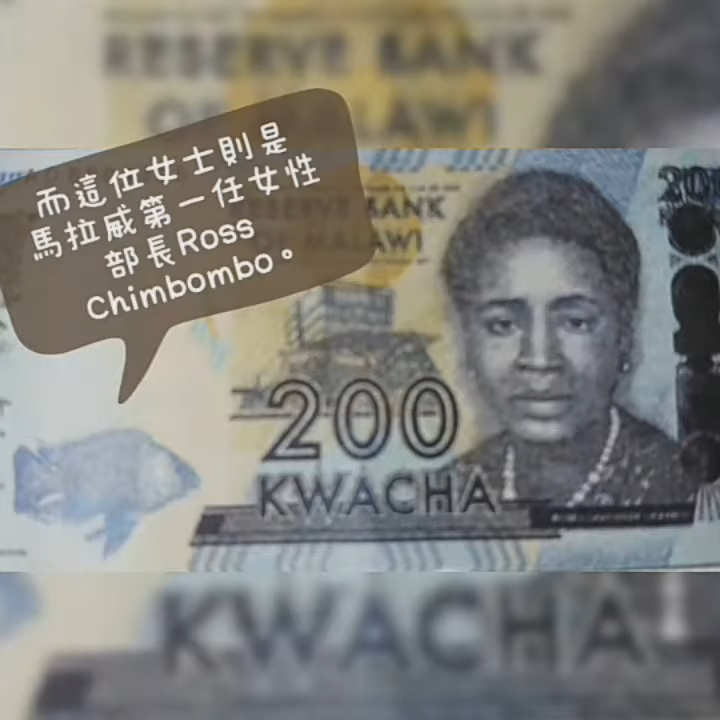 RESERVE BANK
OF MALAWI
而這位女士則是
馬拉威第一任女性
部長Ross
Chimbombo。
RESERVE BANK
OF MALAWI
200
200
KWACHA
KWACHA